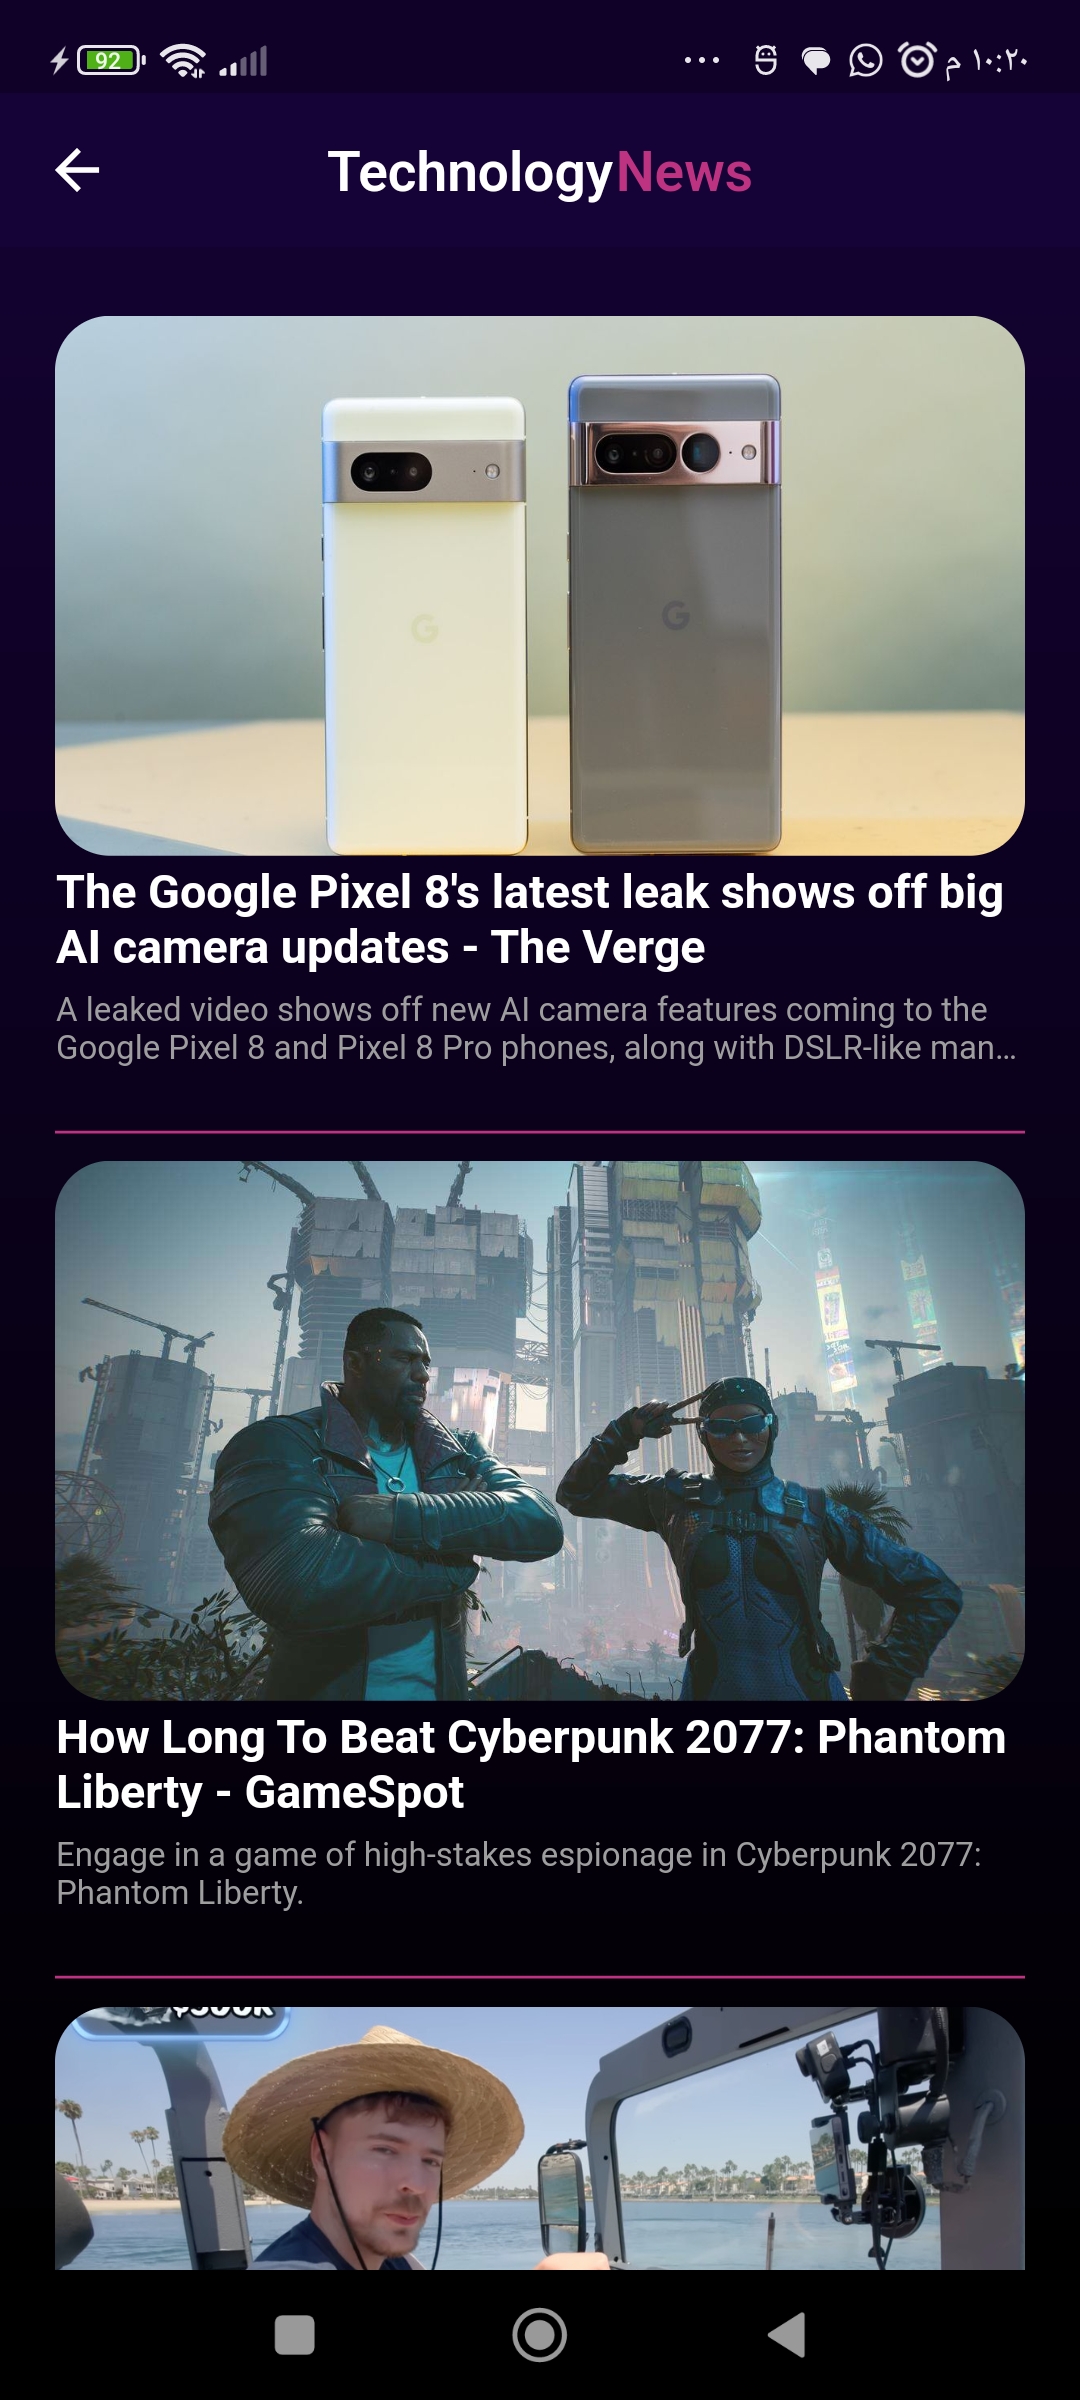 92
١٠:٢٠ م
TechnologyNews
The Google Pixel 8's latest leak shows off big
AI camera updates - The Verge
A leaked video shows off new AI camera features coming to the
Google Pixel 8 and Pixel 8 Pro phones, along with DSLR-like man…
How Long To Beat Cyberpunk 2077: Phantom
Liberty - GameSpot
Engage in a game of high-stakes espionage in Cyberpunk 2077:
Phantom Liberty.